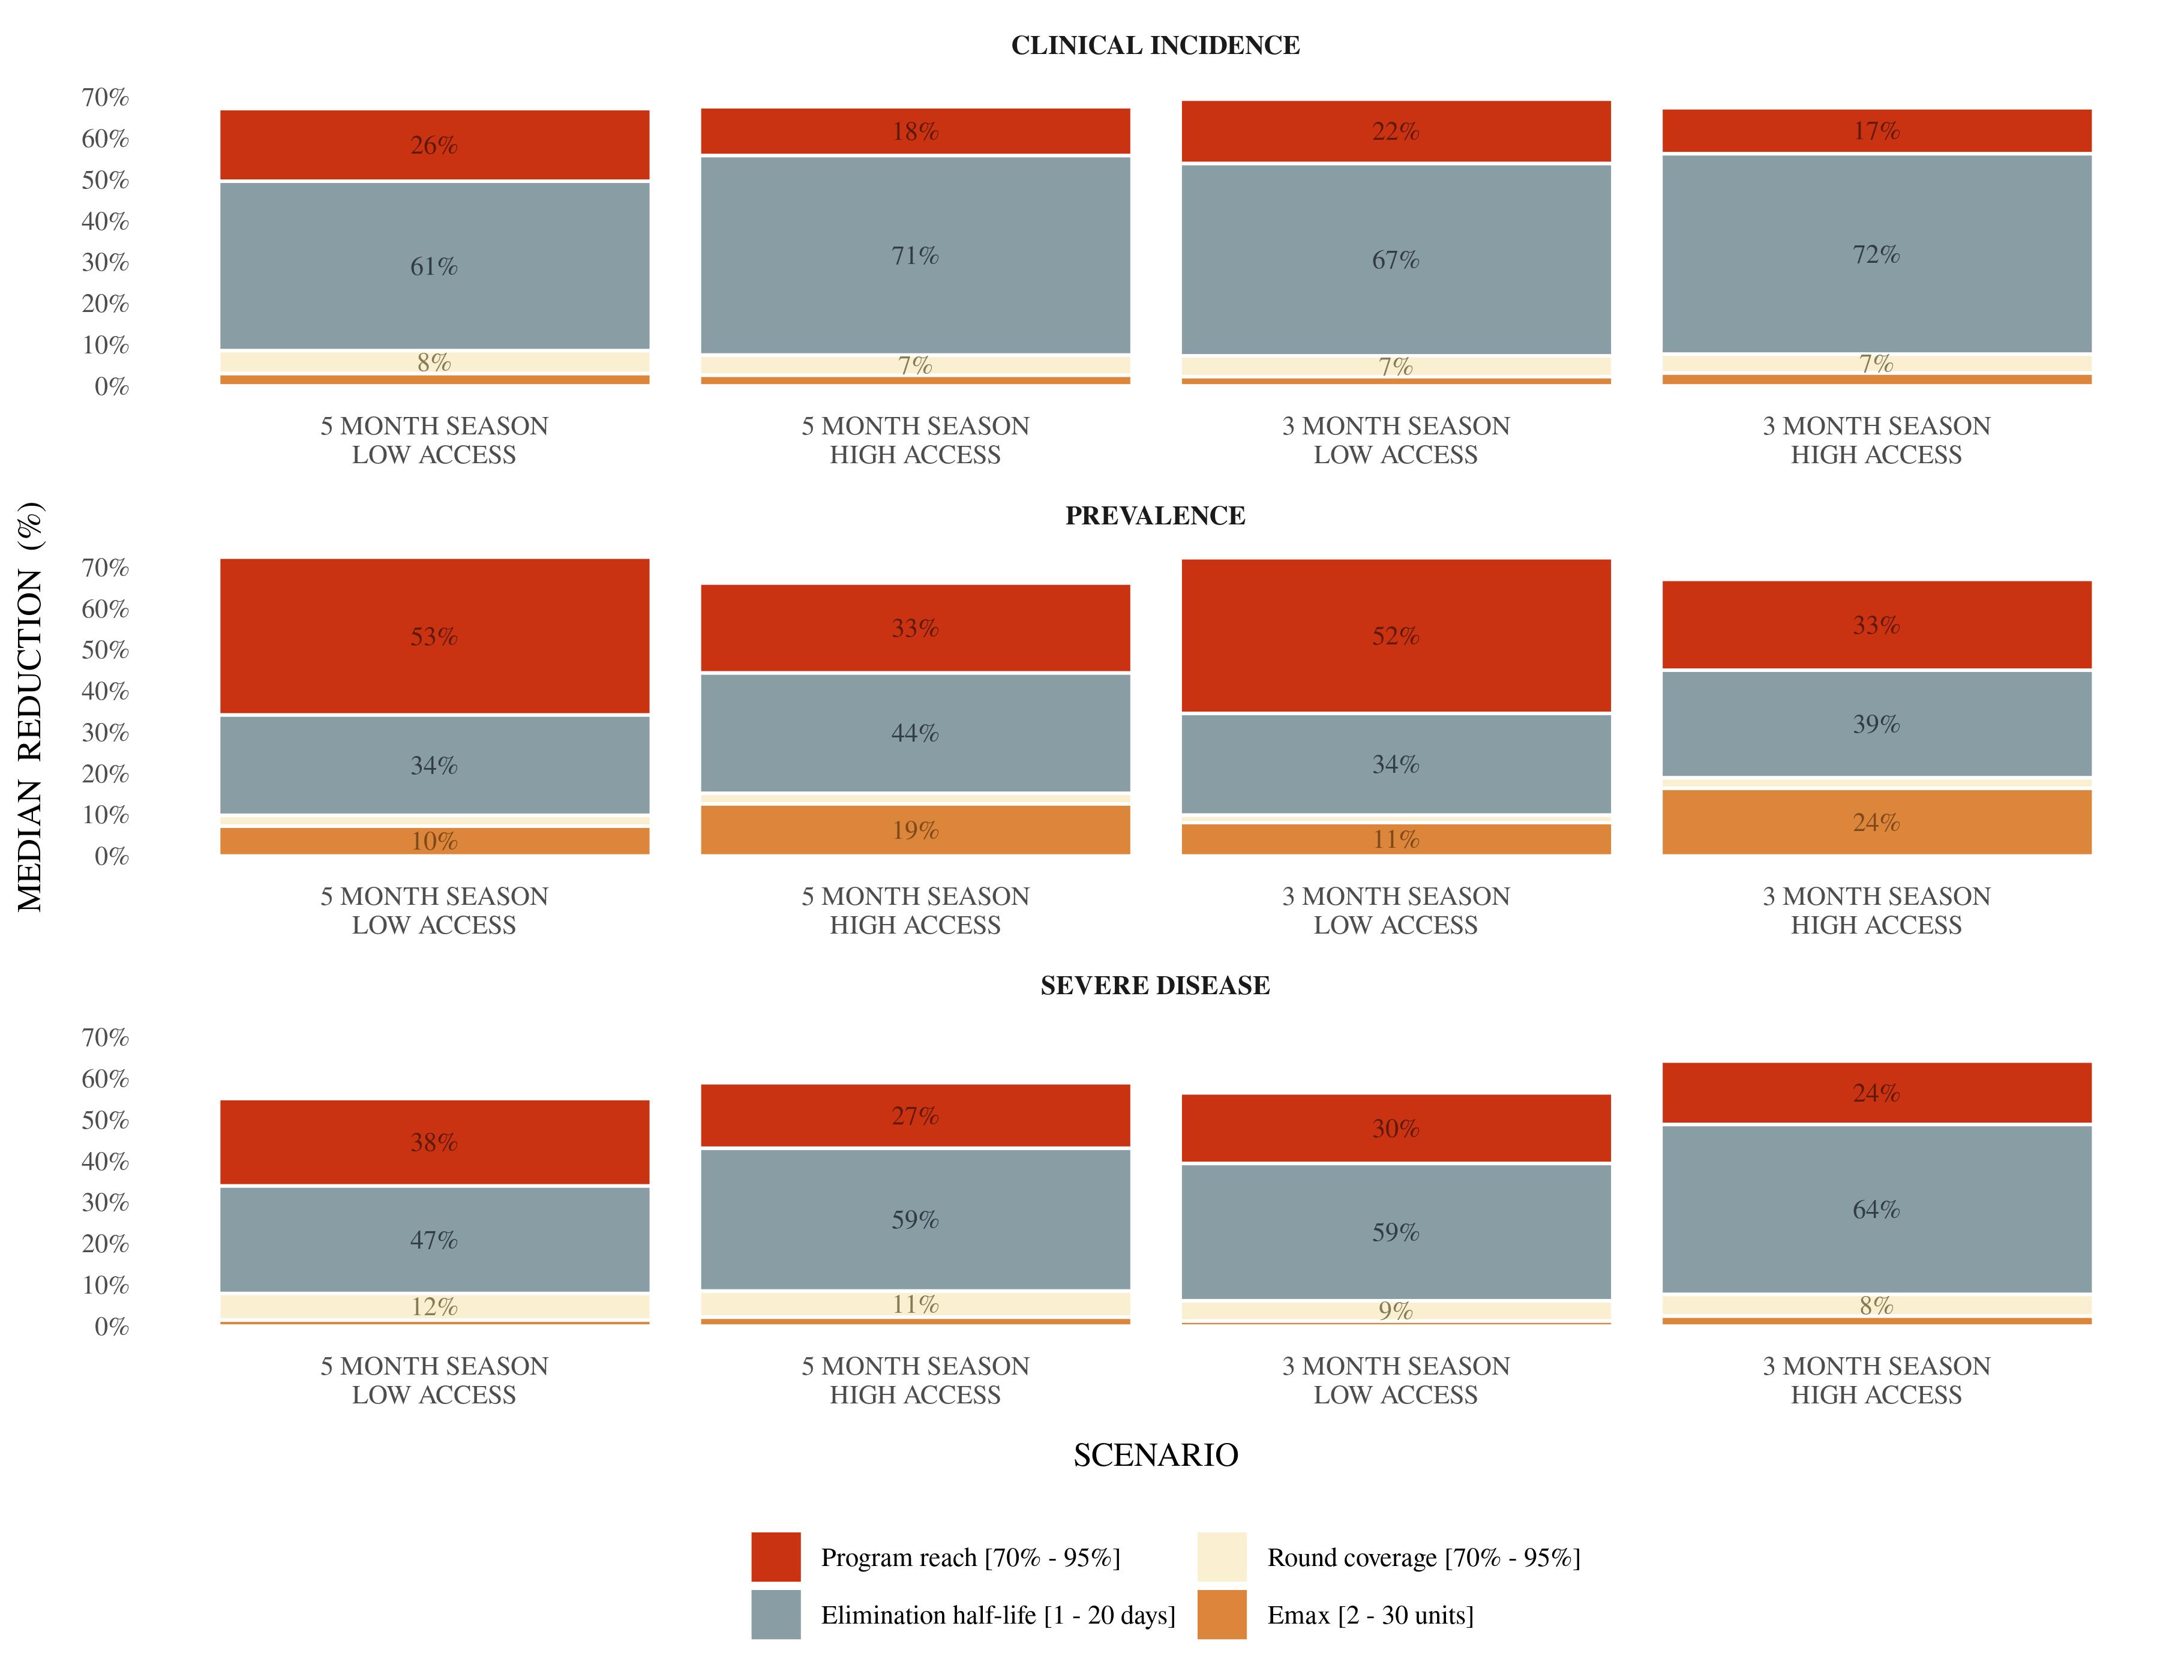 CLINICAL INCIDENCE
70%
60%
50%
40%
30%
20%
10%
0%
26% 18% 22% 17%
61% 71% 67% 72%
8% 7% 7% 7%
5 MONTH SEASON 5 MONTH SEASON 3 MONTH SEASON 3 MONTH SEASON
LOW ACCESS HIGH ACCESS LOW ACCESS HIGH ACCESS
MEDIAN REDUCTION (%)
PREVALENCE
70%
60%
50%
40%
30%
20%
10%
0%
53% 33% 52% 33%
34% 44% 34% 39%
10% 19% 11% 24%
5 MONTH SEASON 5 MONTH SEASON 3 MONTH SEASON 3 MONTH SEASON
LOW ACCESS HIGH ACCESS LOW ACCESS HIGH ACCESS
SEVERE DISEASE
70%
60%
50%
40%
30%
20%
10%
0%
38% 27% 30% 24%
47% 59% 59% 64%
12% 11% 9% 8%
5 MONTH SEASON 5 MONTH SEASON 3 MONTH SEASON 3 MONTH SEASON
LOW ACCESS HIGH ACCESS LOW ACCESS HIGH ACCESS
SCENARIO
Program reach [70% - 95%] Round coverage [70% - 95%]
Elimination half-life [1 - 20 days] Emax [2 - 30 units]